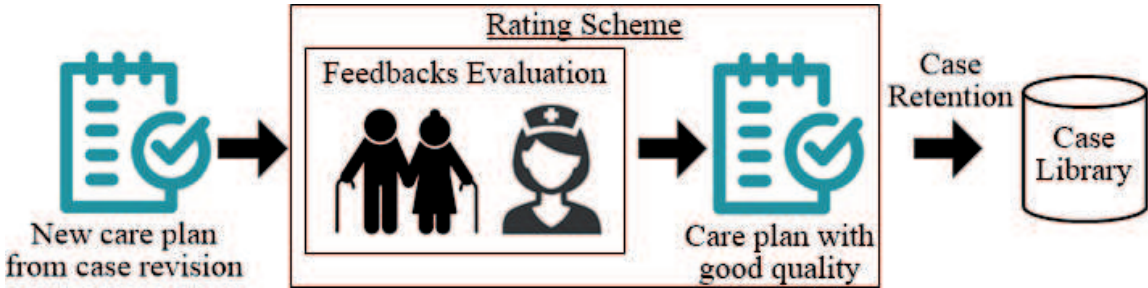 Rating Scheme
Feedbacks Evaluation
New care plan
from case revision
Care plan with
good quality
Case
Retention
Case
Library